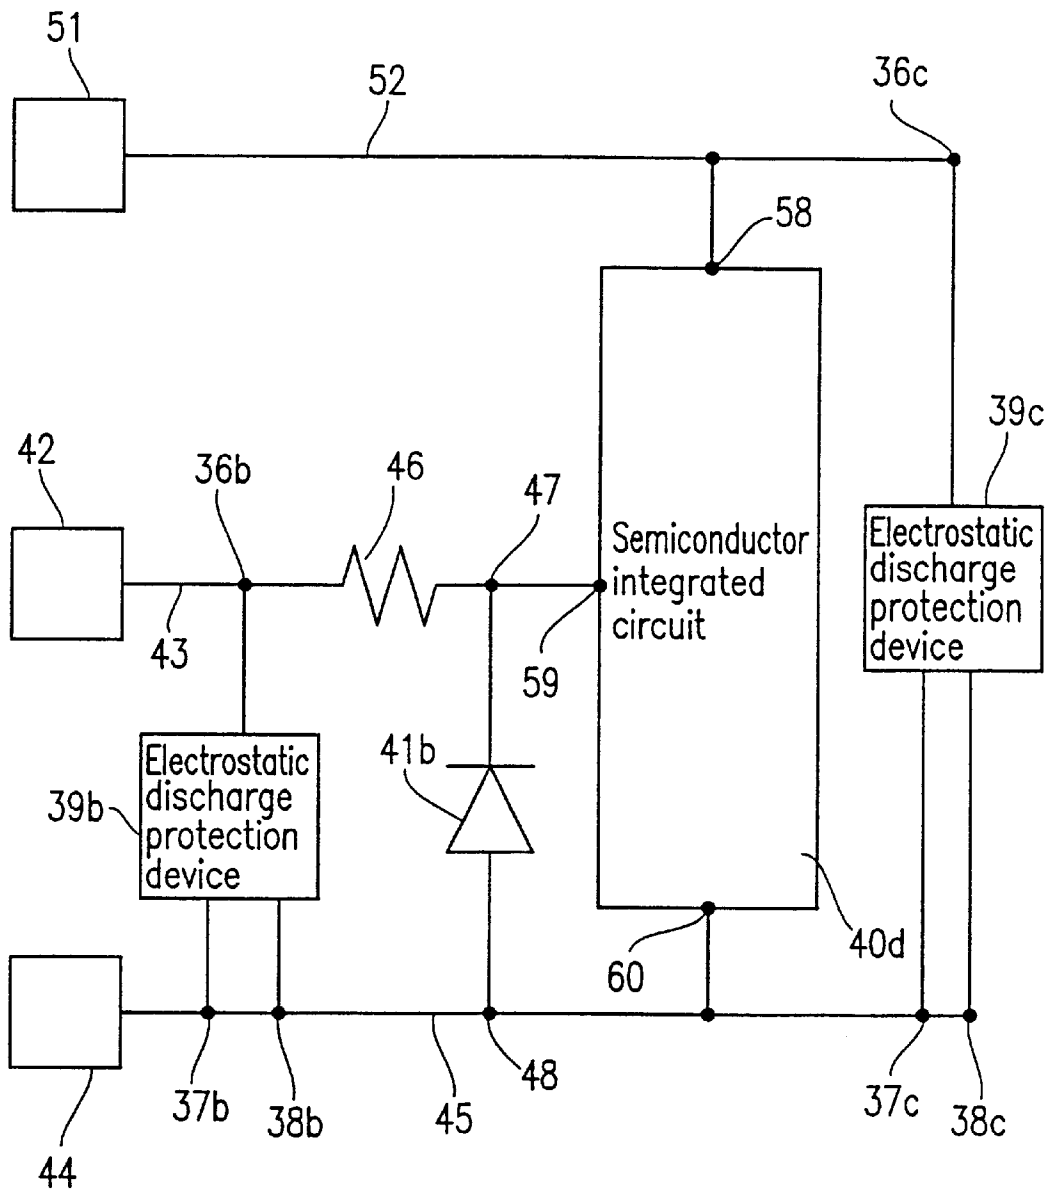 51
52
36c
58
39c
42
36b
46
47
Semiconductor
integrated
circuit
Electrostatic
discharge
protection
device
43
59
41b
39b
Electrostatic
discharge
protection
device
60
40d
37b
38b
45
48
37c
38c
44